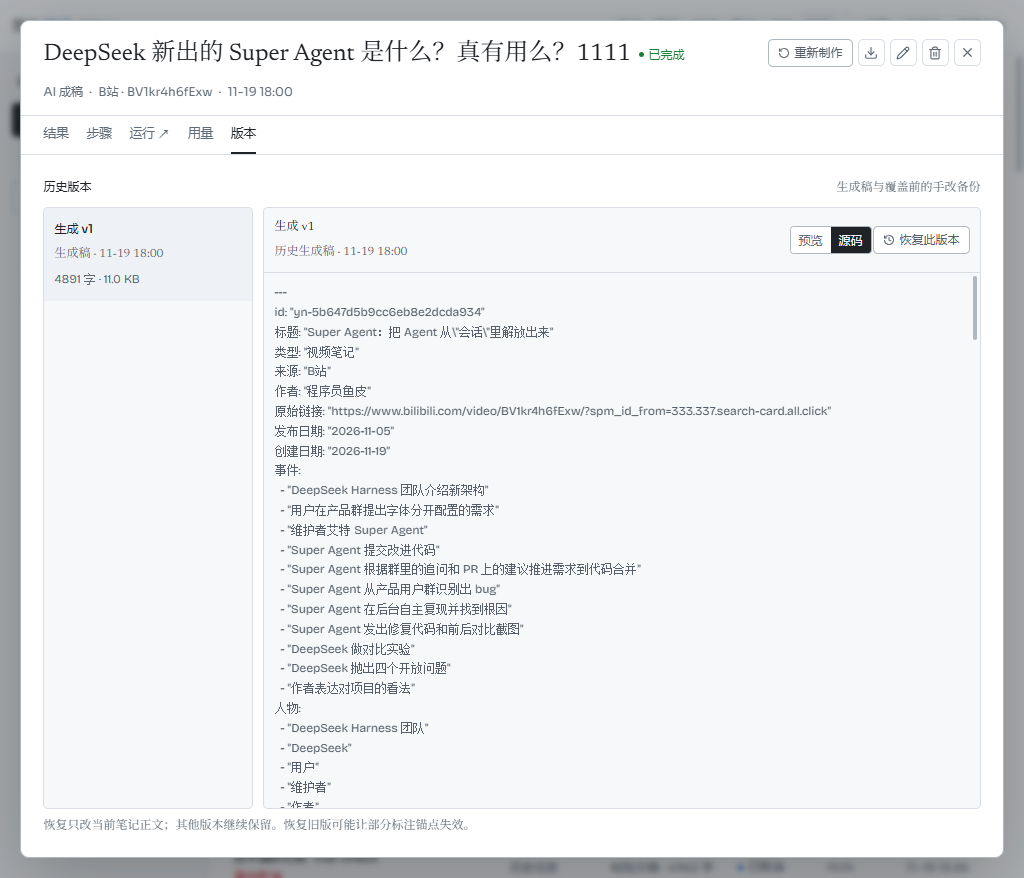 DeepSeek 新出的 Super Agent 是什么？真有用么？1111 已完成
重新制作
AI 成稿 · B站 · BV1kr4h6fExw · 11-19 18:00
结果 步骤 运行 ↗ 用量 版本
历史版本
生成稿与覆盖前的手改备份
生成 v1
生成稿 · 11-19 18:00
4891 字 · 11.0 KB
生成 v1
历史生成稿 · 11-19 18:00
预览 源码 恢复此版本
---
id: "yn-5b647d5b9cc6eb8e2dcda934"
标题: "Super Agent：把 Agent 从\"会话\"里解放出来"
类型: "视频笔记"
来源: "B站"
作者: "程序员鱼皮"
原始链接: "https://www.bilibili.com/video/BV1kr4h6fExw/?spm_id_from=333.337.search-card.all.click"
发布日期: "2026-11-05"
创建日期: "2026-11-19"
事件:
- "DeepSeek Harness 团队介绍新架构"
- "用户在产品群提出字体分开配置的需求"
- "维护者艾特 Super Agent"
- "Super Agent 提交改进代码"
- "Super Agent 根据群里的追问和 PR 上的建议推进需求到代码合并"
- "Super Agent 从产品用户群识别出 bug"
- "Super Agent 在后台自主复现并找到根因"
- "Super Agent 发出修复代码和前后对比截图"
- "DeepSeek 做对比实验"
- "DeepSeek 抛出四个开放问题"
- "作者表达对项目的看法"
人物:
- "DeepSeek Harness 团队"
- "DeepSeek"
- "用户"
- "维护者"
- "作者"
恢复只改当前笔记正文；其他版本继续保留。恢复旧版可能让部分标注锚点失效。